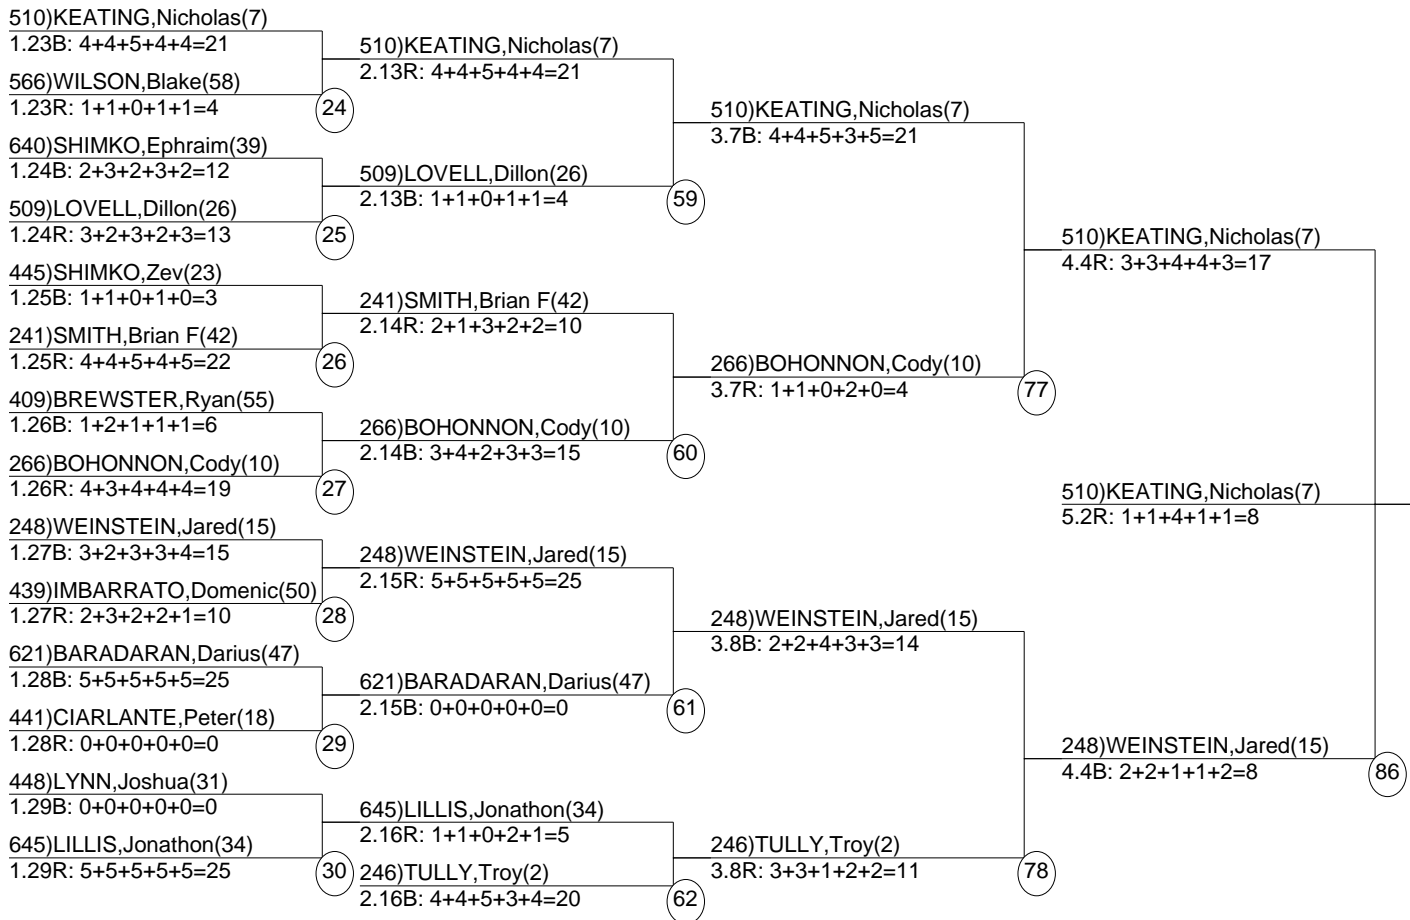 510)KEATING,Nicholas(7)
1.23B: 4+4+5+4+4=21
566)WILSON,Blake(58)
1.23R: 1+1+0+1+1=4
24
640)SHIMKO,Ephraim(39)
1.24B: 2+3+2+3+2=12
509)LOVELL,Dillon(26)
1.24R: 3+2+3+2+3=13
25
445)SHIMKO,Zev(23)
1.25B: 1+1+0+1+0=3
241)SMITH,Brian F(42)
1.25R: 4+4+5+4+5=22
26
409)BREWSTER,Ryan(55)
1.26B: 1+2+1+1+1=6
266)BOHONNON,Cody(10)
1.26R: 4+3+4+4+4=19
27
248)WEINSTEIN,Jared(15)
1.27B: 3+2+3+3+4=15
439)IMBARRATO,Domenic(50)
1.27R: 2+3+2+2+1=10
28
621)BARADARAN,Darius(47)
1.28B: 5+5+5+5+5=25
441)CIARLANTE,Peter(18)
1.28R: 0+0+0+0+0=0
29
448)LYNN,Joshua(31)
1.29B: 0+0+0+0+0=0
645)LILLIS,Jonathon(34)
1.29R: 5+5+5+5+5=25
30
510)KEATING,Nicholas(7)
2.13R: 4+4+5+4+4=21
509)LOVELL,Dillon(26)
2.13B: 1+1+0+1+1=4
59
241)SMITH,Brian F(42)
2.14R: 2+1+3+2+2=10
266)BOHONNON,Cody(10)
2.14B: 3+4+2+3+3=15
60
248)WEINSTEIN,Jared(15)
2.15R: 5+5+5+5+5=25
621)BARADARAN,Darius(47)
2.15B: 0+0+0+0+0=0
61
645)LILLIS,Jonathon(34)
2.16R: 1+1+0+2+1=5
246)TULLY,Troy(2)
2.16B: 4+4+5+3+4=20
62
510)KEATING,Nicholas(7)
3.7B: 4+4+5+3+5=21
266)BOHONNON,Cody(10)
3.7R: 1+1+0+2+0=4
77
248)WEINSTEIN,Jared(15)
3.8B: 2+2+4+3+3=14
246)TULLY,Troy(2)
3.8R: 3+3+1+2+2=11
78
510)KEATING,Nicholas(7)
4.4R: 3+3+4+4+3=17
248)WEINSTEIN,Jared(15)
4.4B: 2+2+1+1+2=8
86
510)KEATING,Nicholas(7)
5.2R: 1+1+4+1+1=8